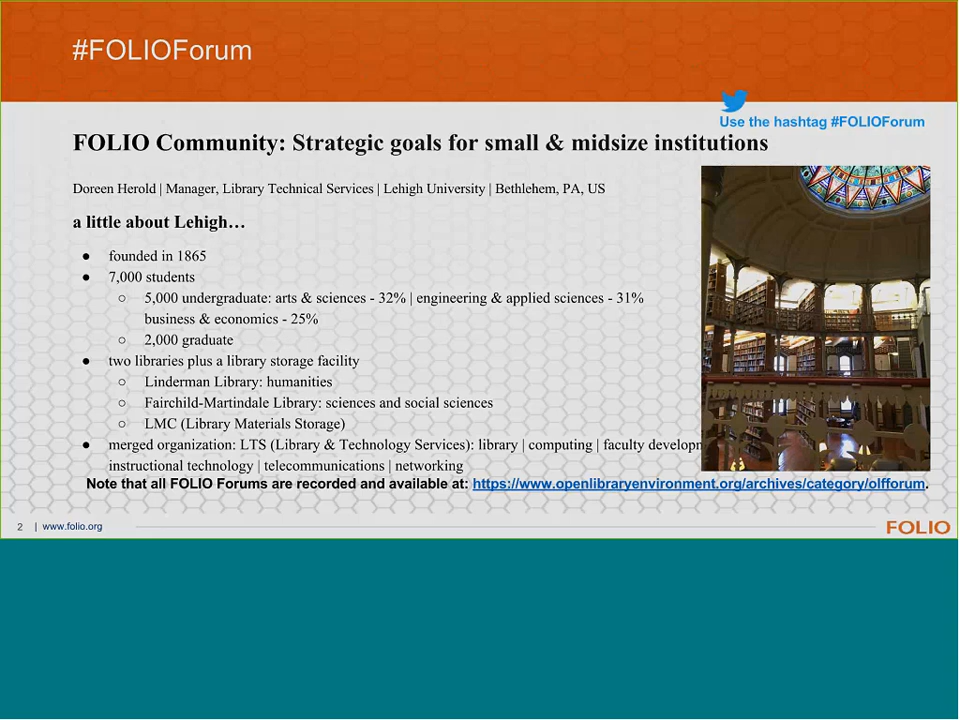 #FOLIOForum
Use the hashtag #FOLIOForum
FOLIO Community: Strategic goals for small & midsize institutions
Doreen Herold | Manager, Library Technical Services | Lehigh University | Bethlehem, PA, US
a little about Lehigh…
● founded in 1865
● 7,000 students
○ 5,000 undergraduate: arts & sciences - 32% | engineering & applied sciences - 31%
business & economics - 25%
○ 2,000 graduate
● two libraries plus a library storage facility
○ Linderman Library: humanities
○ Fairchild-Martindale Library: sciences and social sciences
○ LMC (Library Materials Storage)
● merged organization: LTS (Library & Technology Services): library | computing | faculty
instructional technology | telecommunications | networking
Note that all FOLIO Forums are recorded and available at: https://www.openlibraryenvironment.org/archives/category/olfforum.
2 | www.folio.org
FOLIO